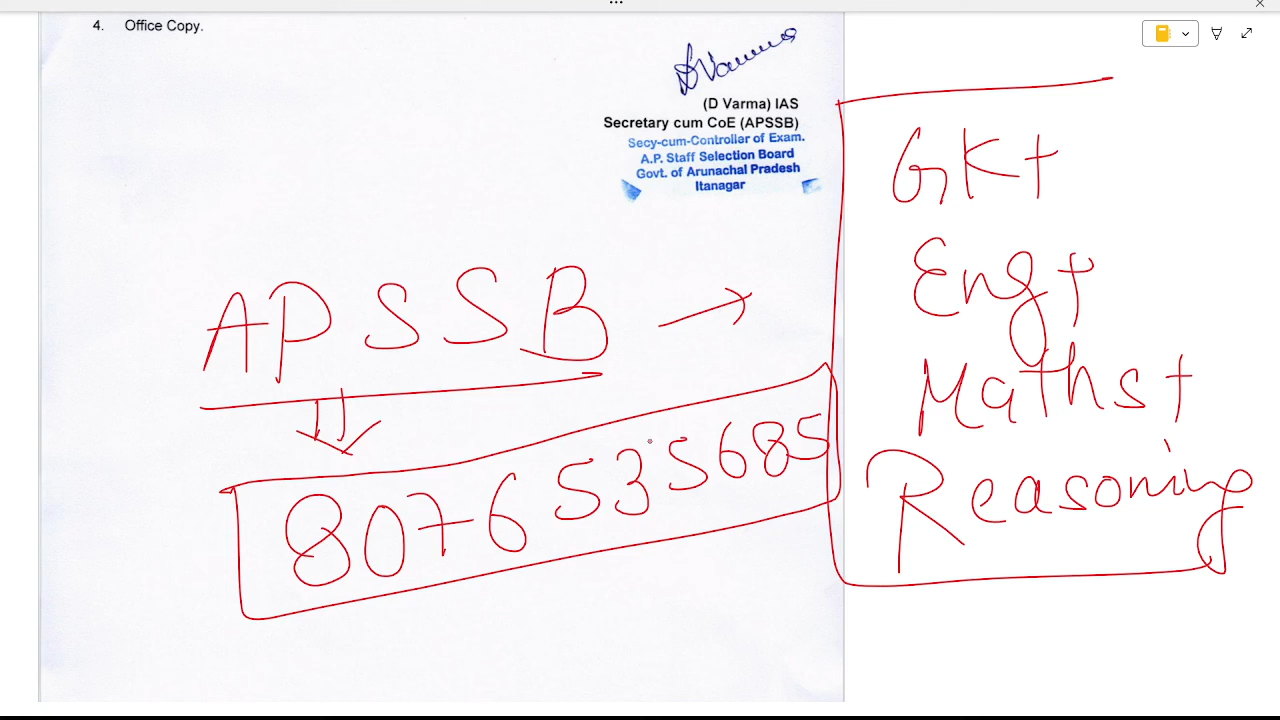 4. Office Copy.
DVarma
(D Varma) IAS
Secretary cum CoE (APSSB)
Secy-cum-Controller of Exam.
A.P. Staff Selection Board
Govt. of Arunachal Pradesh
Itanagar
APSSB →
8076535685
GK+
Eng+
Maths+
Reasoning